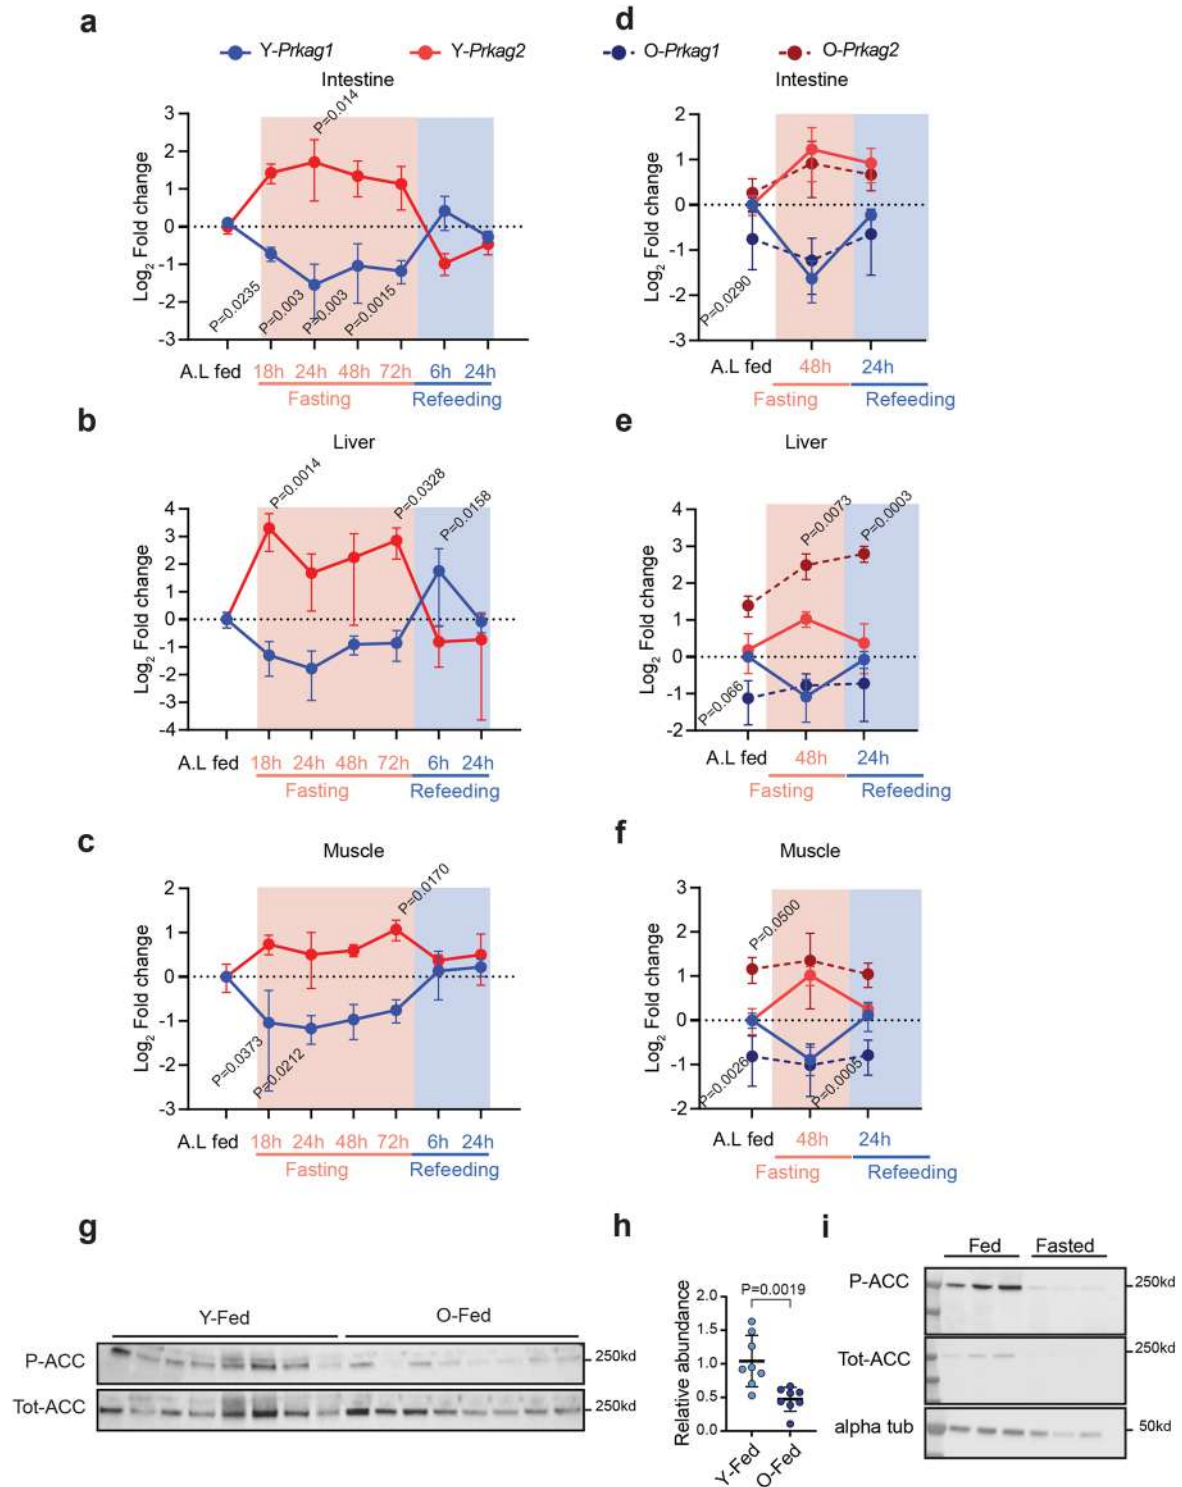 a
d
Y-Prkag1
Y-Prkag2
O-Prkag1
O-Prkag2
Intestine
Intestine
Log2 Fold change
3
2
1
0
-1
-2
-3
P=0.014
P=0.0235
P=0.003
P=0.003
P=0.0015
A.L fed 18h 24h 48h 72h 6h 24h
Fasting Refeeding
Log2 Fold change
2
1
0
-1
-2
-3
P=0.0290
A.L fed 48h 24h
Fasting Refeeding
b
e
Liver
Liver
Log2 Fold change
4
3
2
1
0
-1
-2
-3
-4
P=0.0014
P=0.0328
P=0.0158
A.L fed 18h 24h 48h 72h 6h 24h
Fasting Refeeding
Log2 Fold change
4
3
2
1
0
-1
-2
P=0.0073
P=0.0003
P=0.066
A.L fed 48h 24h
Fasting Refeeding
c
f
Muscle
Muscle
Log2 Fold change
2
1
0
-1
-2
-3
P=0.0170
P=0.0373
P=0.0212
A.L fed 18h 24h 48h 72h 6h 24h
Fasting Refeeding
Log2 Fold change
3
2
1
0
-1
-2
P=0.0500
P=0.0026
P=0.0005
A.L fed 48h 24h
Fasting Refeeding
g
Y-Fed O-Fed
P-ACC 250kd
Tot-ACC 250kd
h
Relative abundance
P=0.0019
2.0
1.5
1.0
0.5
0.0
Y-Fed O-Fed
i
Fed Fasted
P-ACC 250kd
Tot-ACC 250kd
alpha tub 50kd